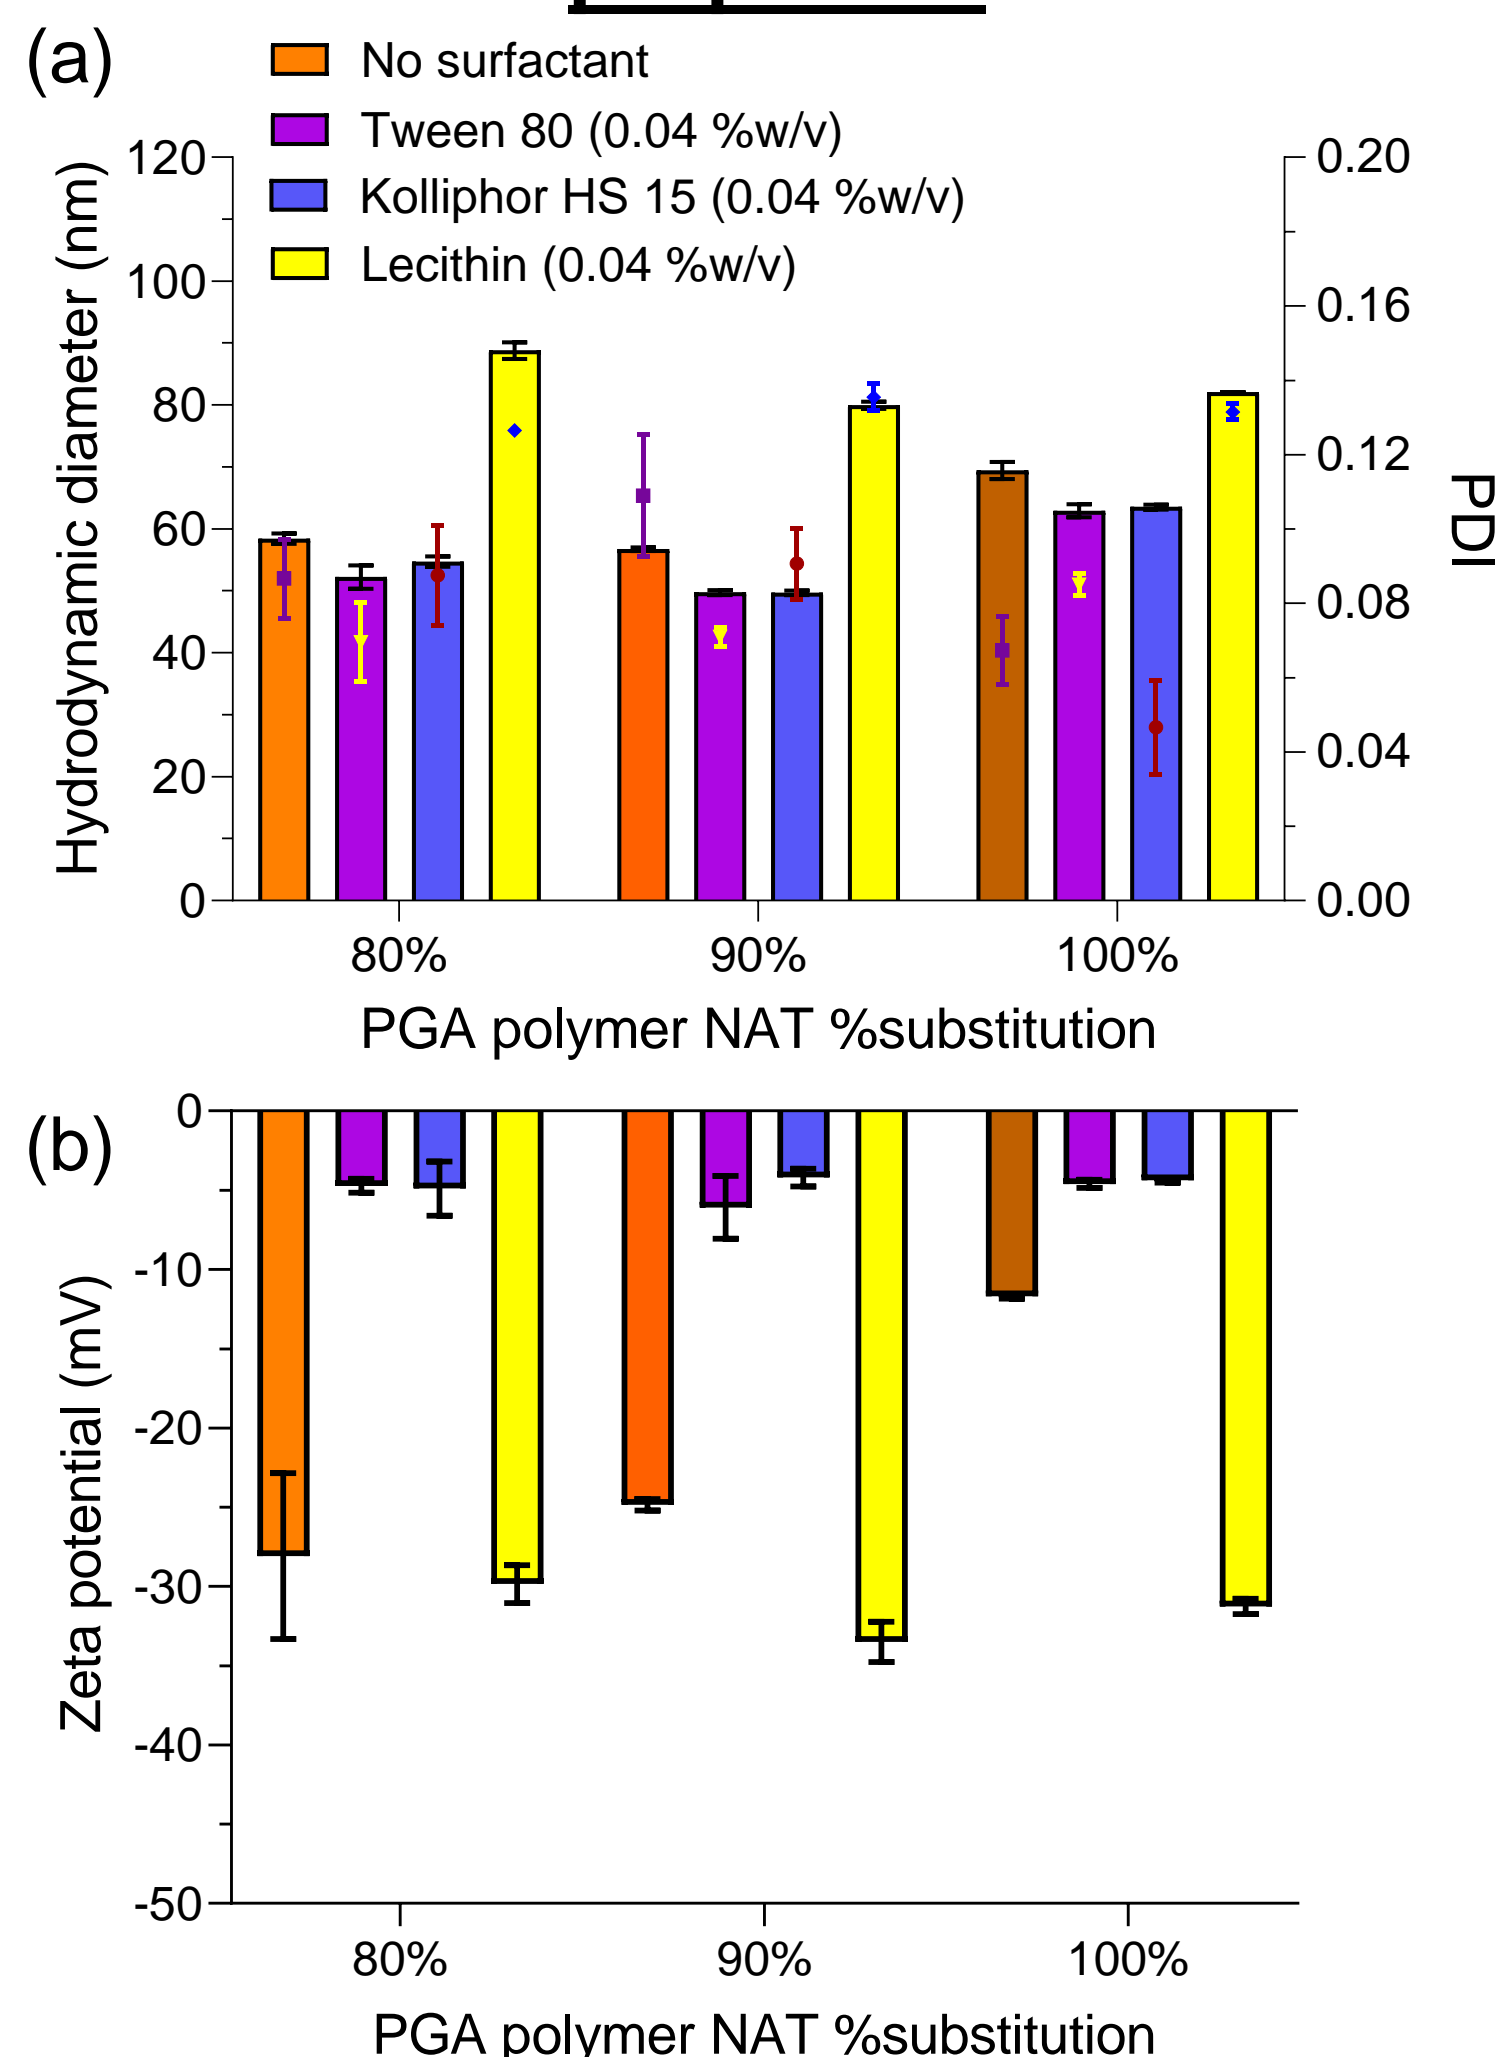 (a)
No surfactant
Tween 80 (0.04 %w/v)
Kolliphor HS 15 (0.04 %w/v)
Lecithin (0.04 %w/v)
Hydrodynamic diameter (nm)
120
100
80
60
40
20
0
0.20
0.16
0.12
0.08
0.04
0.00
PDI
80% 90% 100%
PGA polymer NAT %substitution
(b)
Zeta potential (mV)
0
-10
-20
-30
-40
-50
80% 90% 100%
PGA polymer NAT %substitution